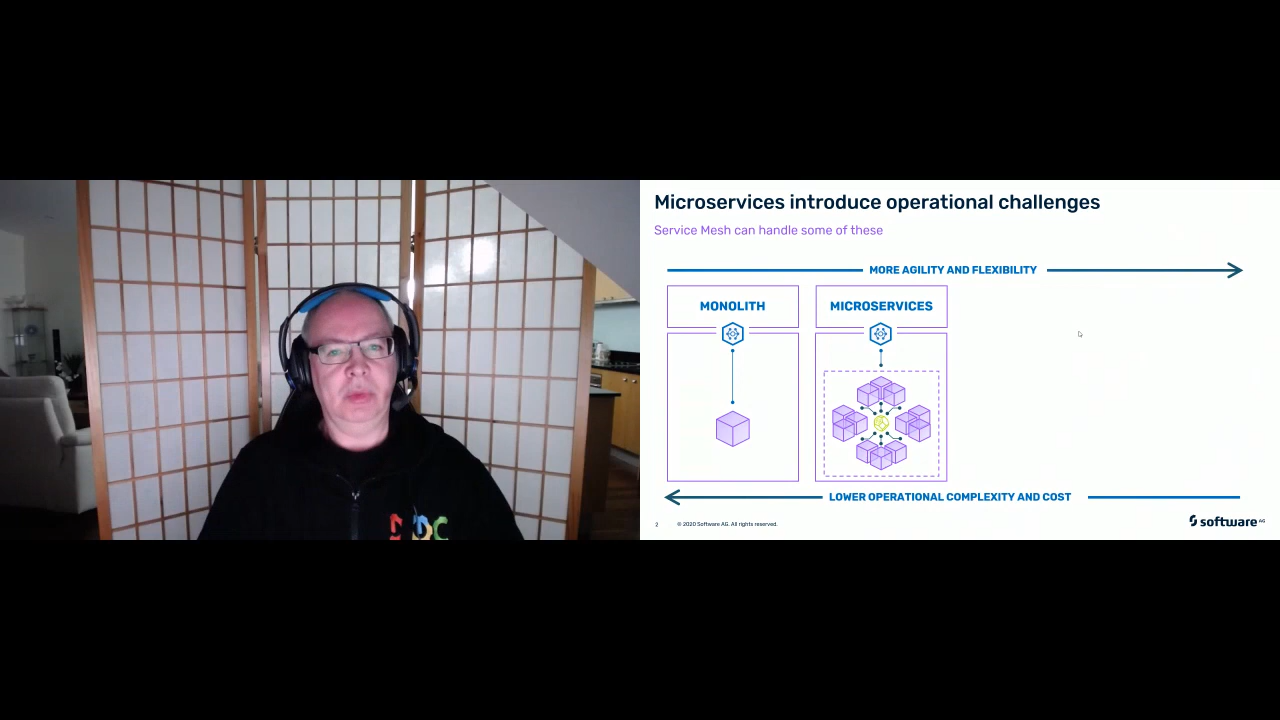 Microservices introduce operational challenges
Service Mesh can handle some of these
MORE AGILITY AND FLEXIBILITY
MONOLITH
MICROSERVICES
LOWER OPERATIONAL COMPLEXITY AND COST
2
© 2020 Software AG. All rights reserved.
software AG